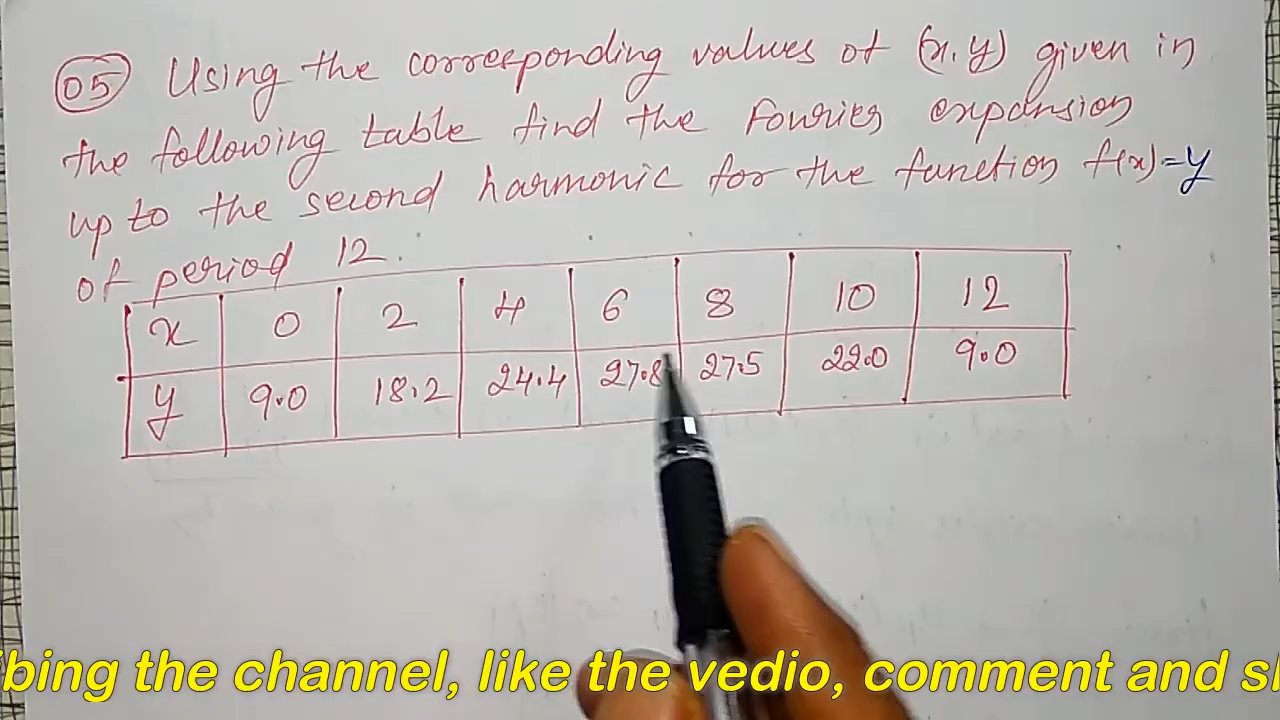 05 Using the corresponding values of (x, y) given in
the following table find the Fourier expansion
up to the second harmonic for the function f(x)=y
of period 12.
x 0 2 4 6 8 10 12
y 9.0 18.2 24.4 27.8 27.5 22.0 9.0
ibing the channel, like the vedio, comment and sh